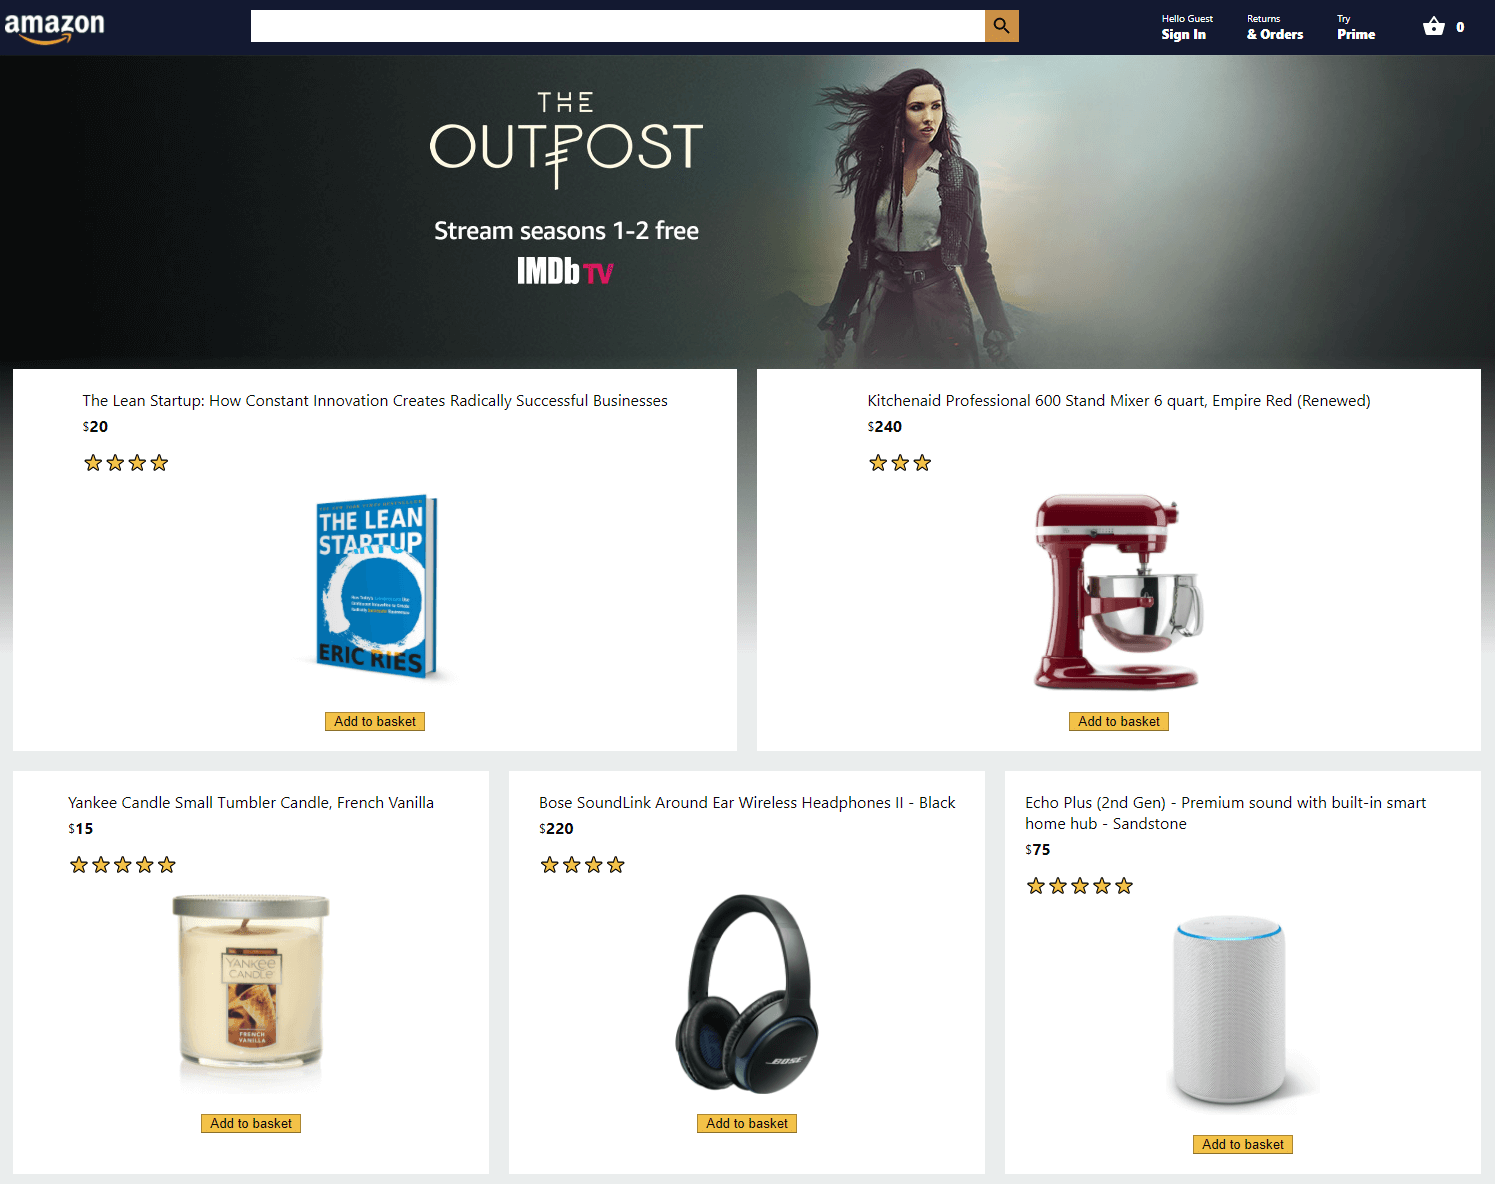 amazon
Hello Guest
Sign In
Returns
& Orders
Try
Prime
0
THE
OUTPOST
Stream seasons 1-2 free
IMDb TV
The Lean Startup: How Constant Innovation Creates Radically Successful Businesses
$20
THE LEAN
STARTUP
ERIC RIES
Add to basket
Kitchenaid Professional 600 Stand Mixer 6 quart, Empire Red (Renewed)
$240
Add to basket
Yankee Candle Small Tumbler Candle, French Vanilla
$15
YANKEE
CANDLE
FRENCH
VANILLA
Add to basket
Bose SoundLink Around Ear Wireless Headphones II - Black
$220
BOSE
Add to basket
Echo Plus (2nd Gen) - Premium sound with built-in smart
home hub - Sandstone
$75
Add to basket